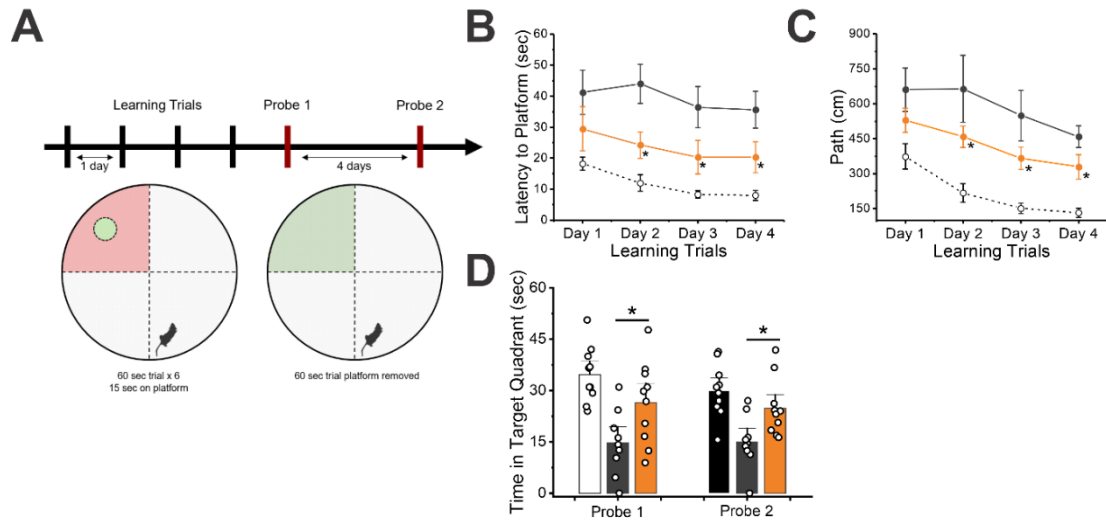 A
Learning Trials
Probe 1
Probe 2
1 day
4 days
60 sec trial x 6
15 sec on platform
60 sec trial platform removed
B
Latency to Platform (sec)
60
50
40
30
20
10
0
*
*
*
Day 1 Day 2 Day 3 Day 4
Learning Trials
C
Path (cm)
900
750
600
450
300
150
*
*
*
Day 1 Day 2 Day 3 Day 4
Learning Trials
D
Time in Target Quadrant (sec)
60
45
30
15
0
*
*
Probe 1
Probe 2